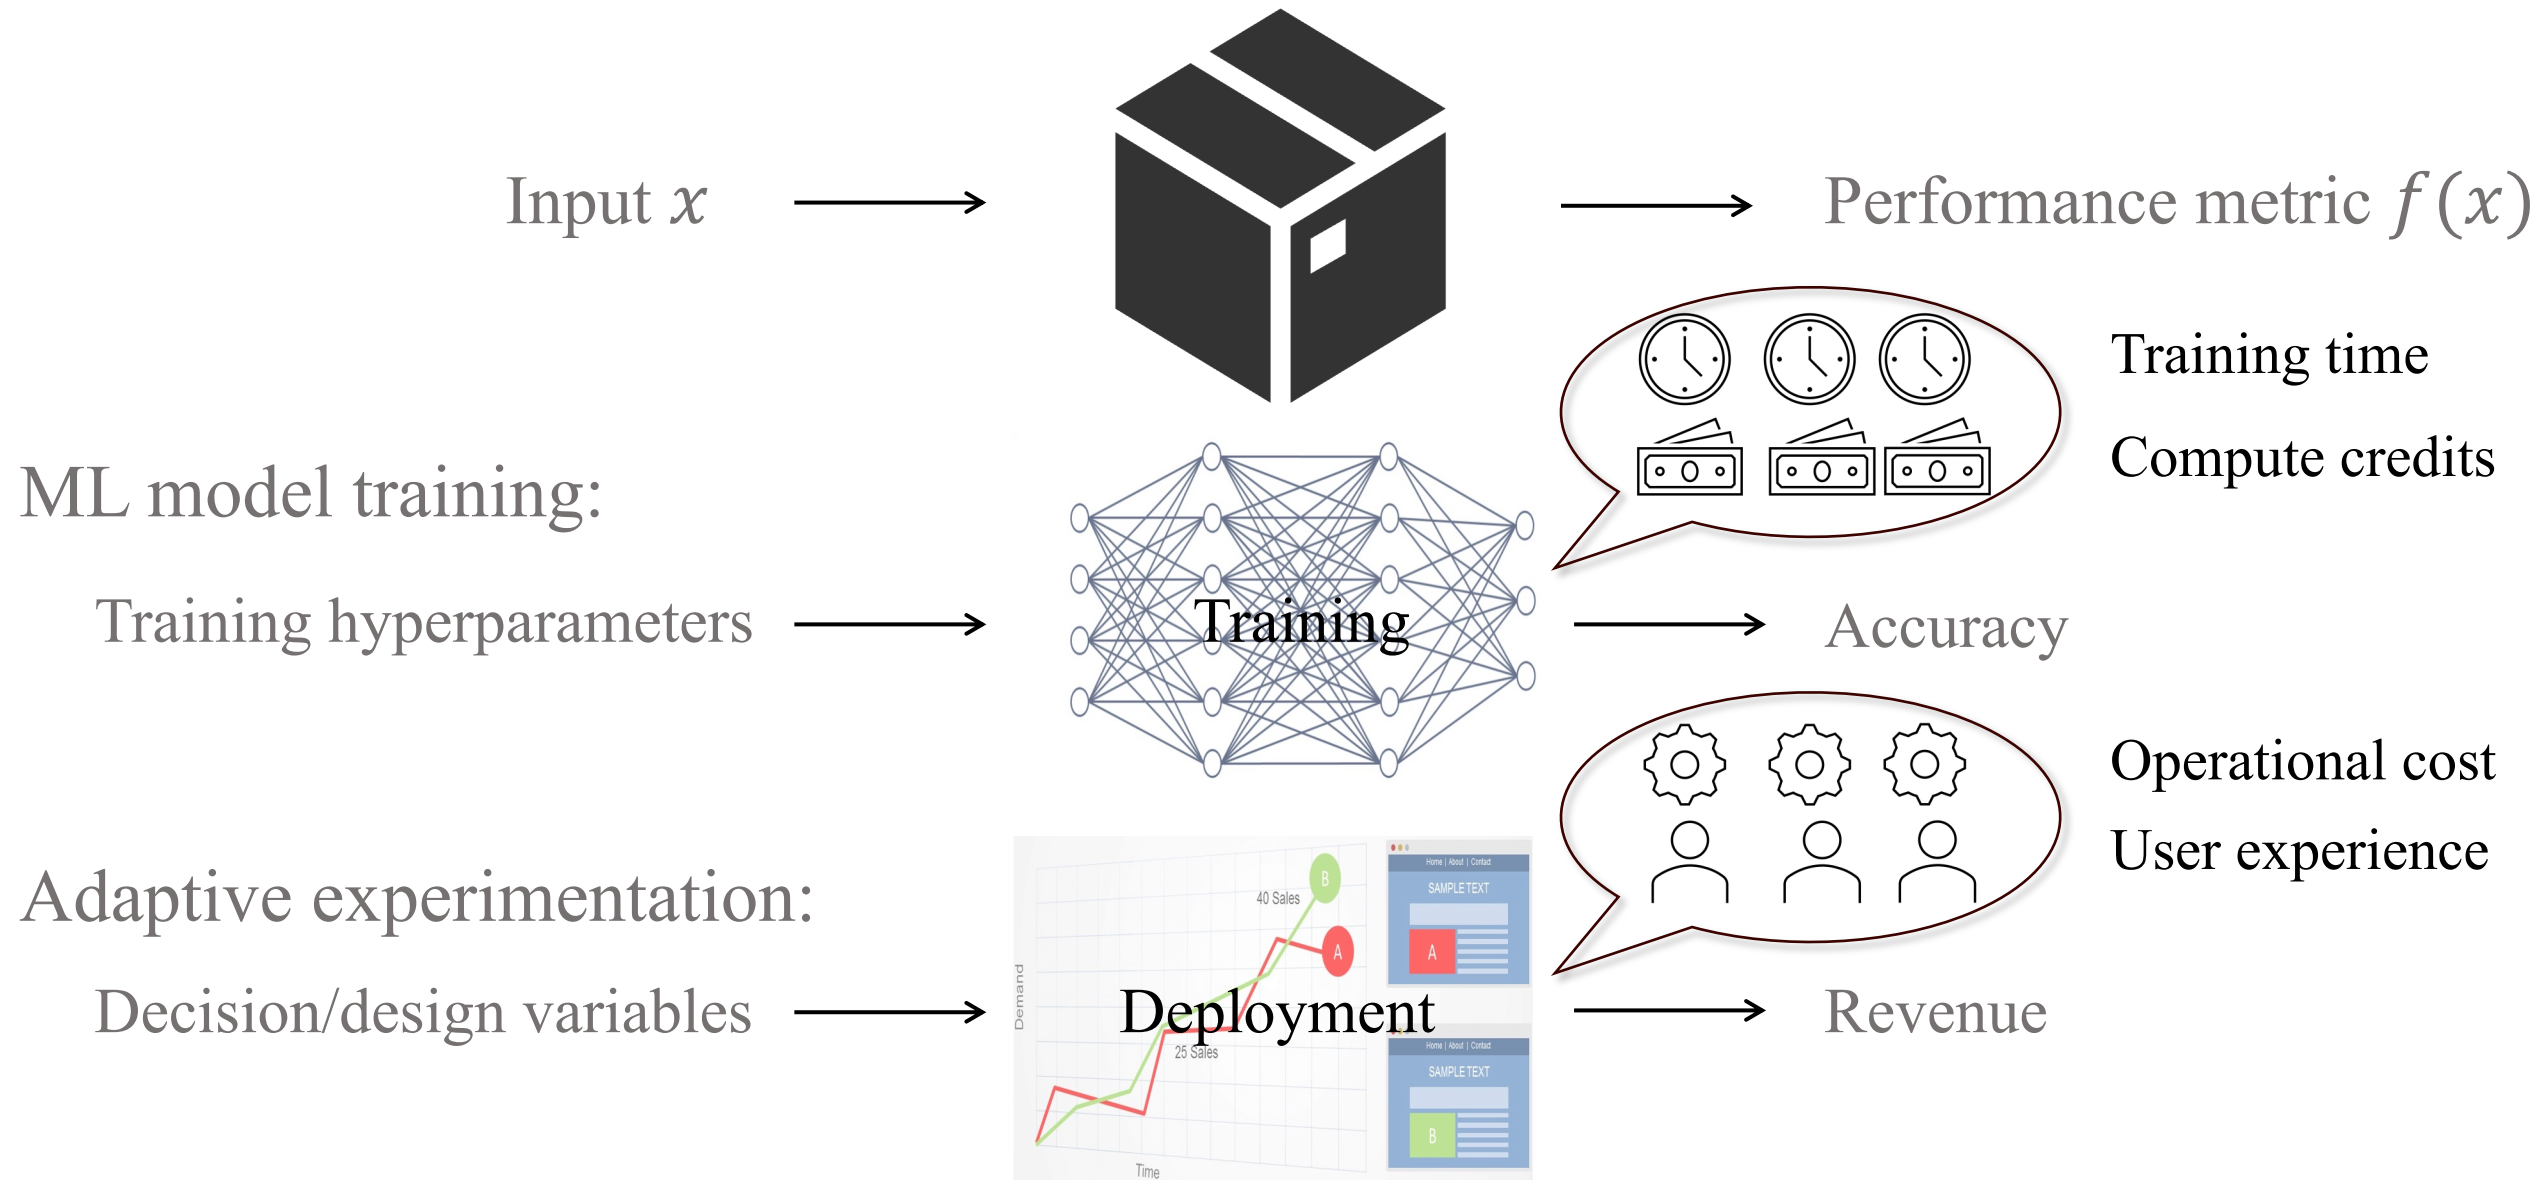 Input x
Performance metric f(x)
Training time
Compute credits
ML model training:
Training hyperparameters
Training
Accuracy
Operational cost
User experience
Adaptive experimentation:
Decision/design variables
Deployment
Revenue
Demand
Time
40 Sales
25 Sales
B
A
Home | About | Contact
SAMPLE TEXT
A
Home | About | Contact
SAMPLE TEXT
B